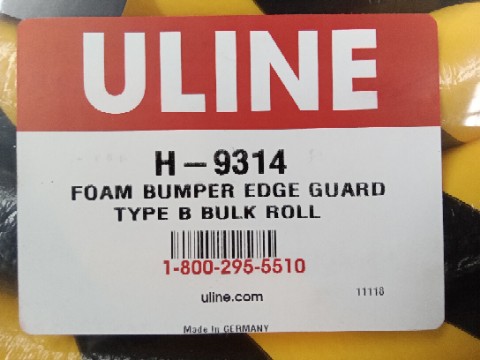 ULINE
H-9314
FOAM BUMPER EDGE GUARD
TYPE B BULK ROLL
1-800-295-5510
uline.com
11118
Made in GERMANY